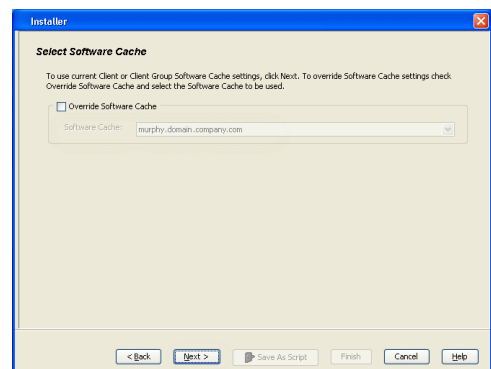 Installer
Select Software Cache
To use current Client or Client Group Software Cache settings, click Next. To override Software Cache settings check
Override Software Cache and select the Software Cache to be used.
Override Software Cache
Software Cache: murphy.domain.company.com
< Back Next > Save As Script Finish Cancel Help